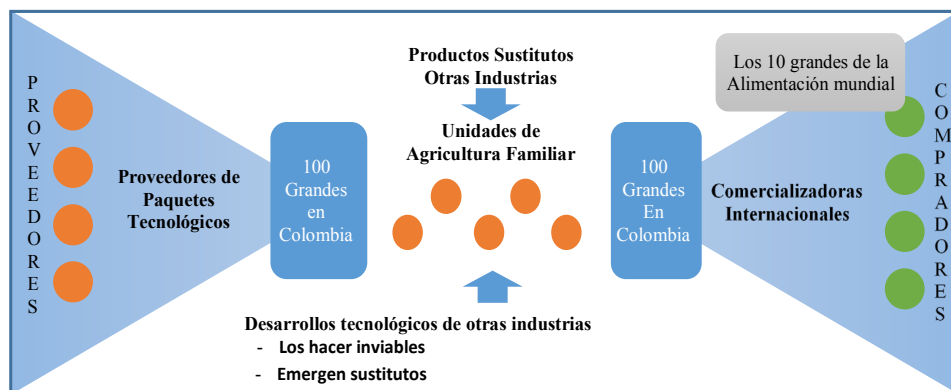 PROVEEDORES
Proveedores de
Paquetes
Tecnológicos
100
Grandes
en
Colombia
Productos Sustitutos
Otras Industrias
Unidades de
Agricultura Familiar
Desarrollos tecnológicos de otras industrias
- Los hacer inviables
- Emergen sustitutos
100
Grandes
En
Colombia
Los 10 grandes de la
Alimentación mundial
Comercializadoras
Internacionales
COMPRADORES